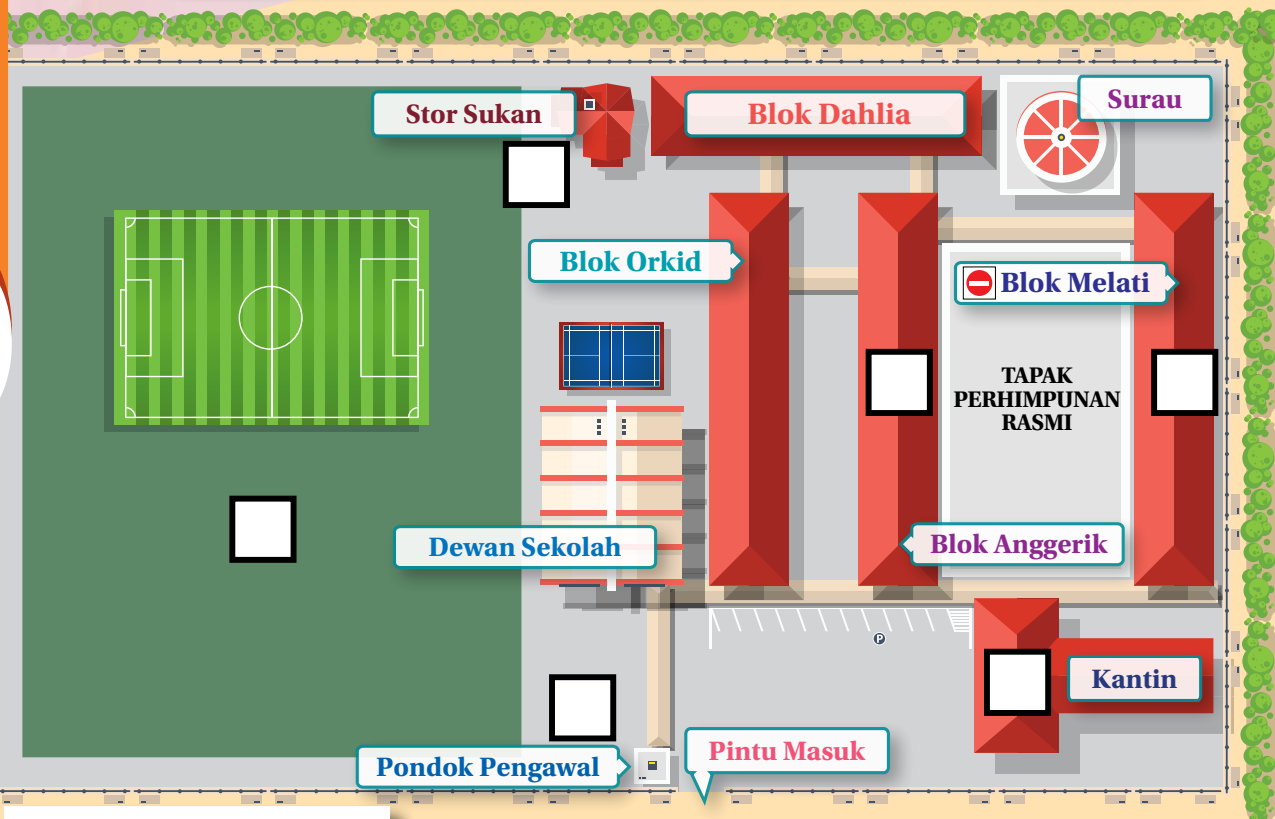 Stor Sukan
Blok Dahlia
Surau
Blok Orkid
Blok Melati
TAPAK
PERHIMPUNAN
RASMI
Dewan Sekolah
Blok Anggerik
P
Kantin
Pondok Pengawal
Pintu Masuk